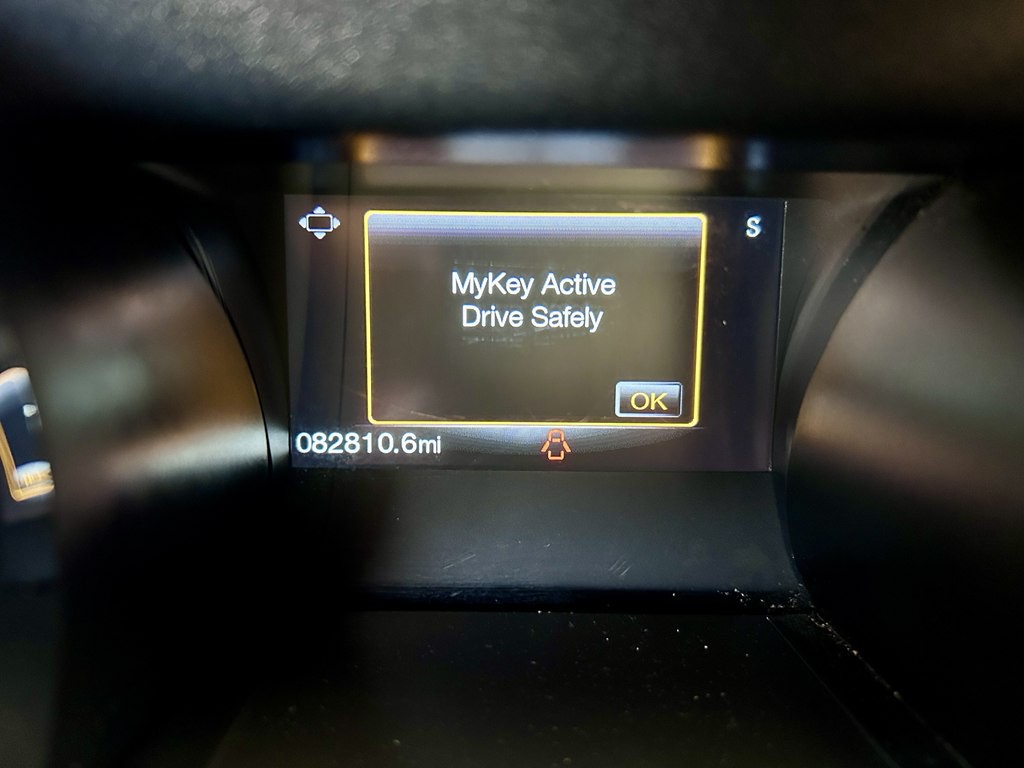 S
MyKey Active
Drive Safely
OK
082810.6mi